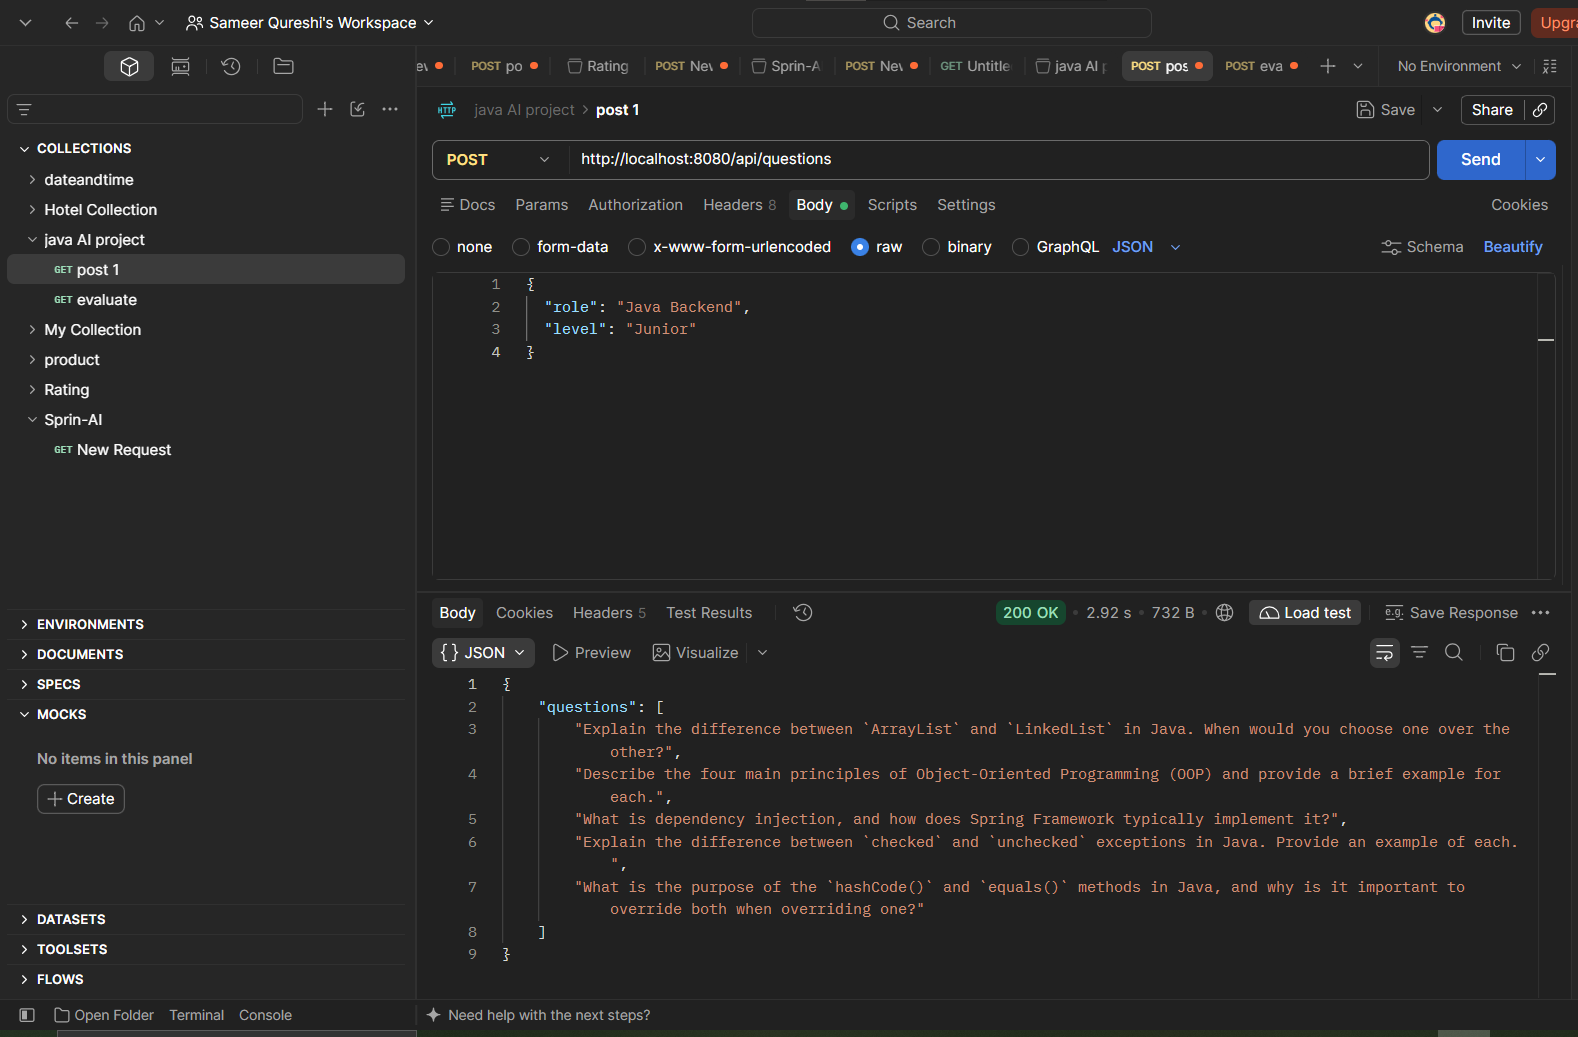 Sameer Qureshi's Workspace
Search
Invite
Upgr
POST po
Rating
POST Nev
Sprin-A
POST Nev
GET Untitle
java AI p
POST pos
POST eva
No Environment
HTTP java AI project > post 1
Save
Share
COLLECTIONS
dateandtime
Hotel Collection
java AI project
GET post 1
GET evaluate
My Collection
product
Rating
Sprin-AI
GET New Request
POST
http://localhost:8080/api/questions
Send
Docs
Params
Authorization
Headers 8
Body
Scripts
Settings
Cookies
none
form-data
x-www-form-urlencoded
raw
binary
GraphQL
JSON
Schema
Beautify
1 {
2 "role": "Java Backend",
3 "level": "Junior"
4 }
ENVIRONMENTS
DOCUMENTS
SPECS
MOCKS
No items in this panel
+ Create
DATASETS
TOOLSETS
FLOWS
Body
Cookies
Headers 5
Test Results
200 OK
2.92 s
732 B
Load test
e.g. Save Response
{} JSON
Preview
Visualize
1 {
2 "questions": [
3 "Explain the difference between `ArrayList` and `LinkedList` in Java. When would you choose one over the
other?",
4 "Describe the four main principles of Object-Oriented Programming (OOP) and provide a brief example for
each.",
5 "What is dependency injection, and how does Spring Framework typically implement it?",
6 "Explain the difference between `checked` and `unchecked` exceptions in Java. Provide an example of each.
",
7 "What is the purpose of the `hashCode()` and `equals()` methods in Java, and why is it important to
override both when overriding one?"
8 ]
9 }
Open Folder
Terminal
Console
Need help with the next steps?